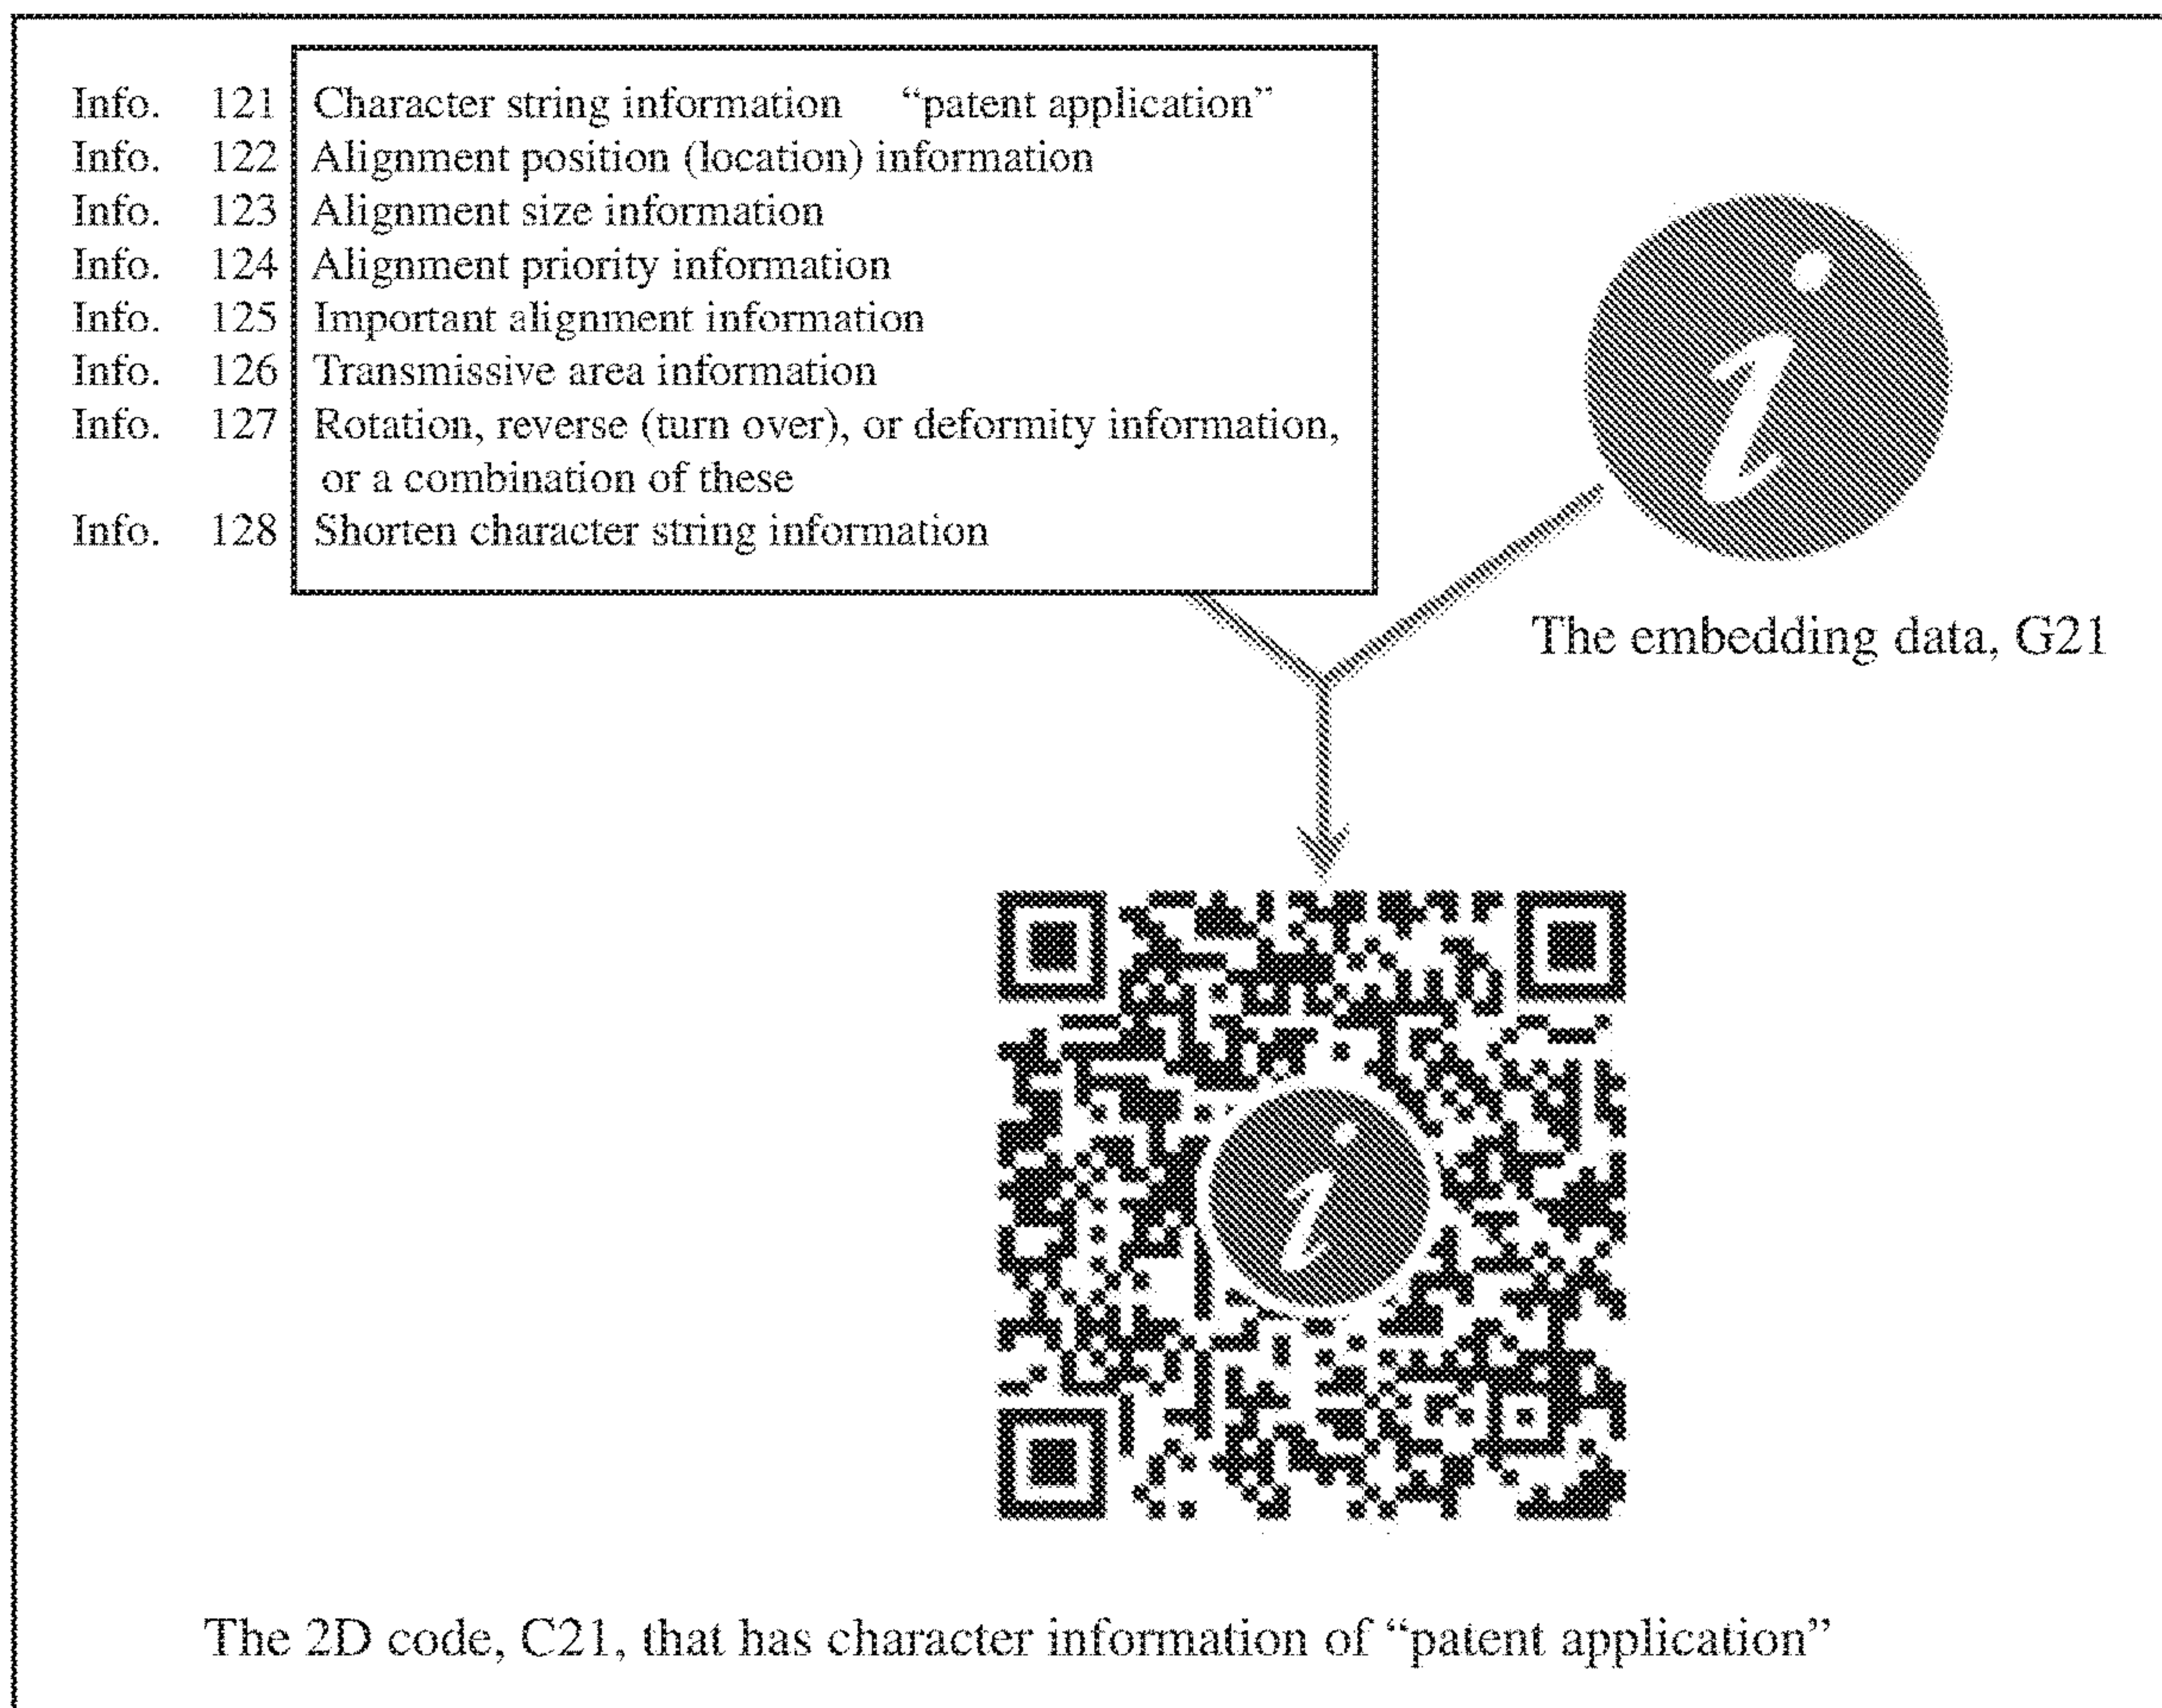 Info. 121 Character string information “patent application”
Info. 122 Alignment position (location) information
Info. 123 Alignment size information
Info. 124 Alignment priority information
Info. 125 Important alignment information
Info. 126 Transmissive area information
Info. 127 Rotation, reverse (turn over), or deformity information,
or a combination of these
Info. 128 Shorten character string information
i
The embedding data, G21
i
The 2D code, C21, that has character information of “patent application”